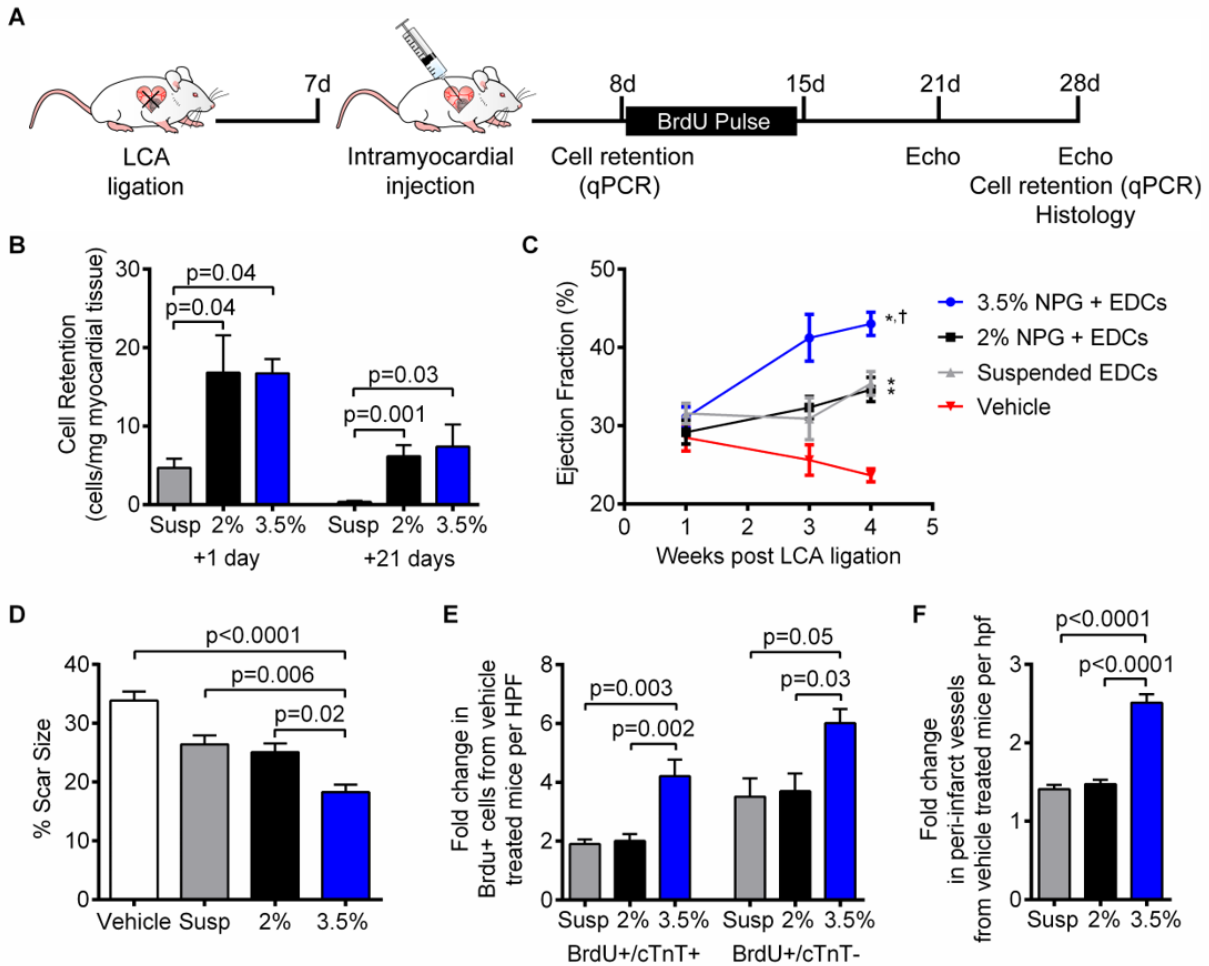 A
7d
8d
15d
21d
28d
BrdU Pulse
LCA
ligation
Intramyocardial
injection
Cell retention
(qPCR)
Echo
Echo
Cell retention (qPCR)
Histology
B
Cell Retention
(cells/mg myocardial tissue)
30
20
10
0
p=0.04
p=0.04
p=0.03
p=0.001
Susp 2% 3.5%
Susp 2% 3.5%
+1 day
+21 days
C
Ejection Fraction (%)
50
40
30
20
*,†
*
*
0 1 2 3 4 5
Weeks post LCA ligation
3.5% NPG + EDCs
2% NPG + EDCs
Suspended EDCs
Vehicle
D
% Scar Size
40
30
20
10
0
p<0.0001
p=0.006
p=0.02
Vehicle Susp 2% 3.5%
E
Fold change in
Brdu+ cells from vehicle
treated mice per HPF
8
6
4
2
0
p=0.003
p=0.002
p=0.05
p=0.03
Susp 2% 3.5%
Susp 2% 3.5%
BrdU+/cTnT+
BrdU+/cTnT-
F
Fold change
in peri-infarct vessels
from vehicle treated mice per hpf
3
2
1
0
p<0.0001
p<0.0001
Susp 2% 3.5%